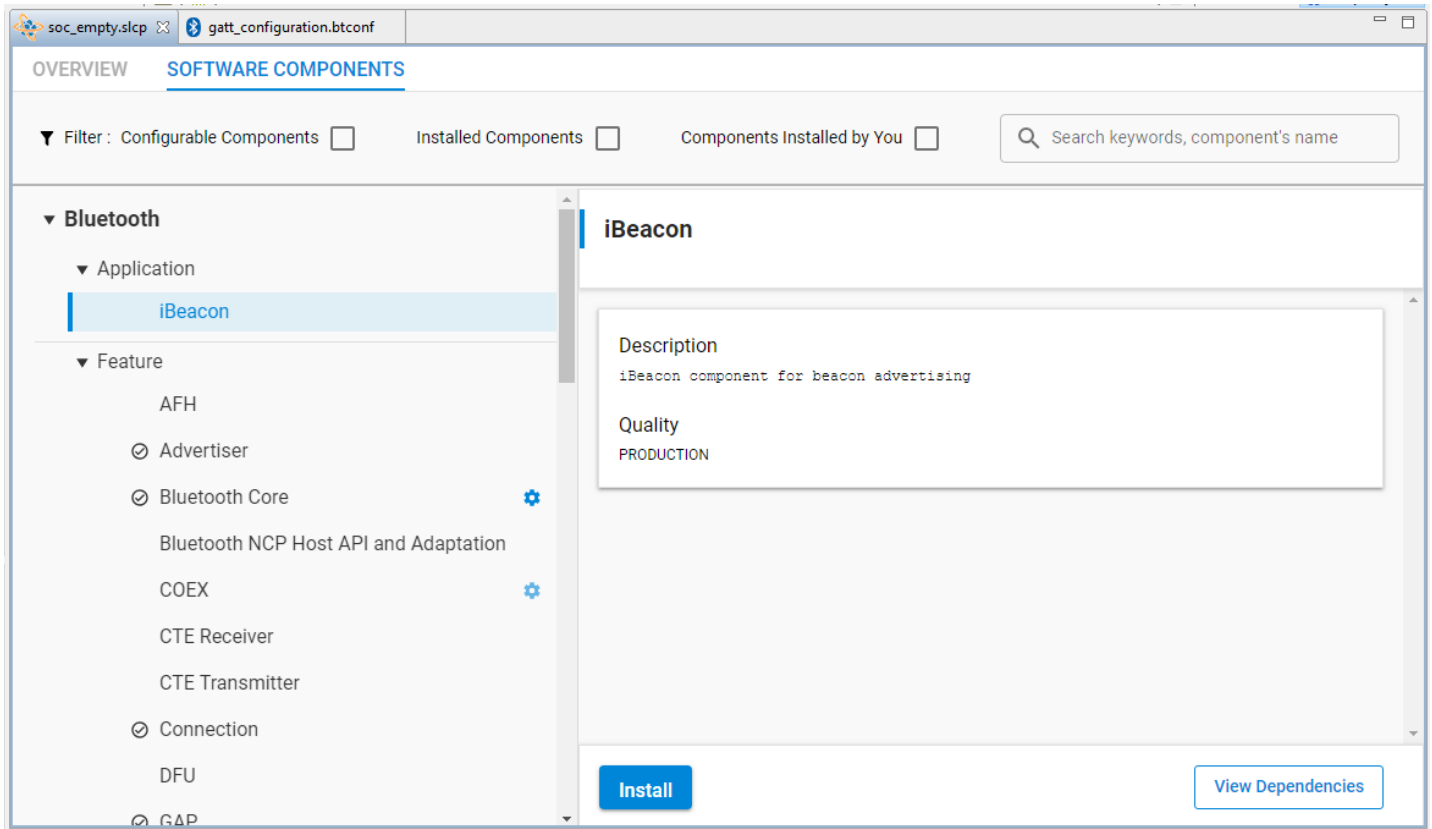 soc_empty.slcp
gatt_configuration.btconf
OVERVIEW
SOFTWARE COMPONENTS
Filter : Configurable Components
Installed Components
Components Installed by You
Search keywords, component's name
Bluetooth
Application
iBeacon
Feature
AFH
Advertiser
Bluetooth Core
Bluetooth NCP Host API and Adaptation
COEX
CTE Receiver
CTE Transmitter
Connection
DFU
GAP
iBeacon
Description
iBeacon component for beacon advertising
Quality
PRODUCTION
Install
View Dependencies